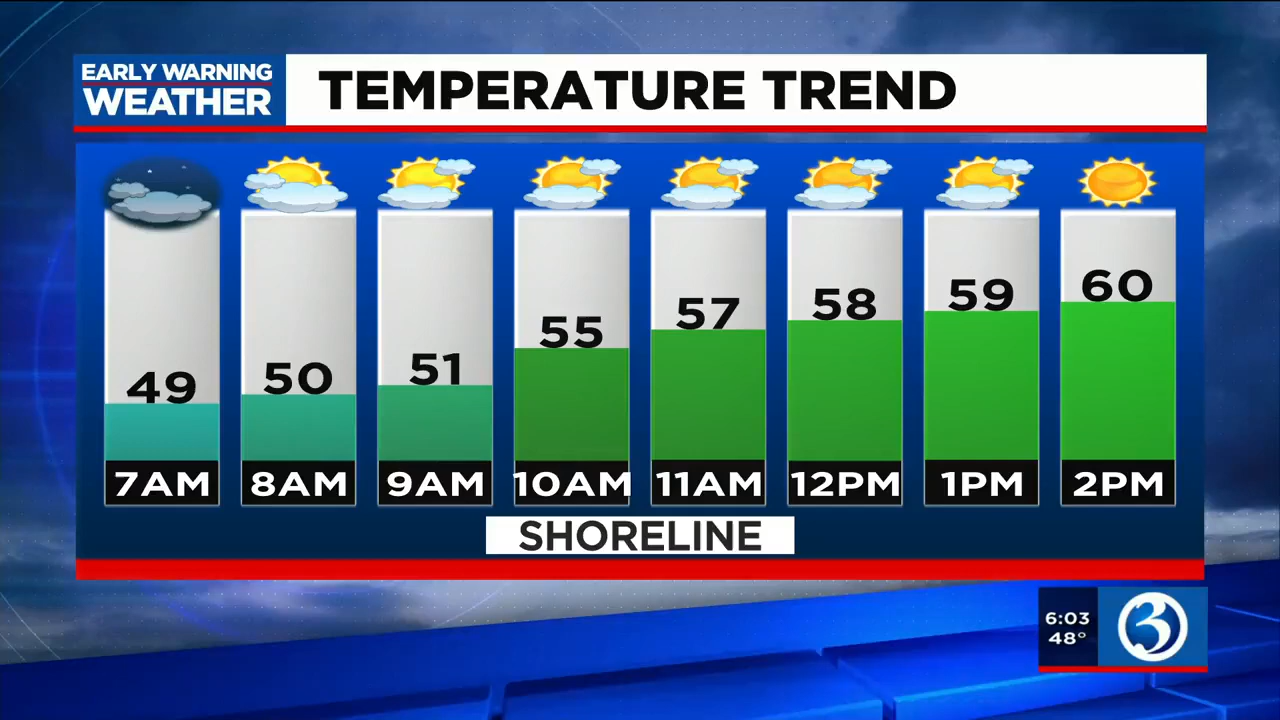 EARLY WARNING
WEATHER
TEMPERATURE TREND
49 50 51 55 57 58 59 60
7AM 8AM 9AM 10AM 11AM 12PM 1PM 2PM
SHORELINE
6:03
48°
3